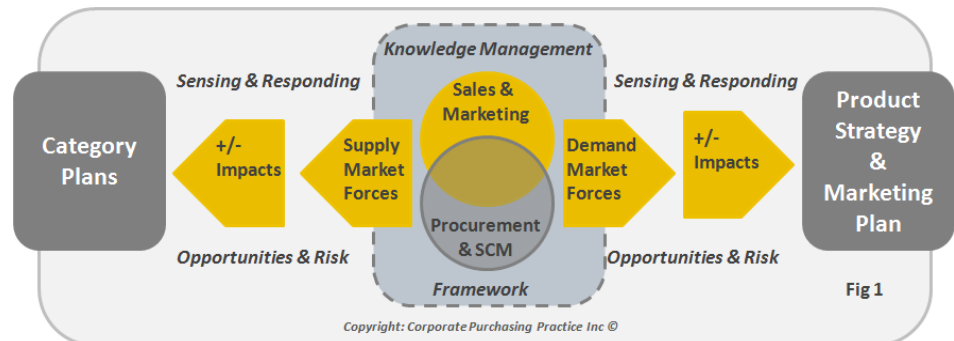 Knowledge Management
Sensing & Responding
Sensing & Responding
Category
Plans
+/-
Impacts
Supply
Market
Forces
Sales &
Marketing
Procurement
& SCM
Demand
Market
Forces
+/-
Impacts
Product
Strategy
&
Marketing
Plan
Opportunities & Risk
Opportunities & Risk
Framework
Fig 1
Copyright: Corporate Purchasing Practice Inc ©